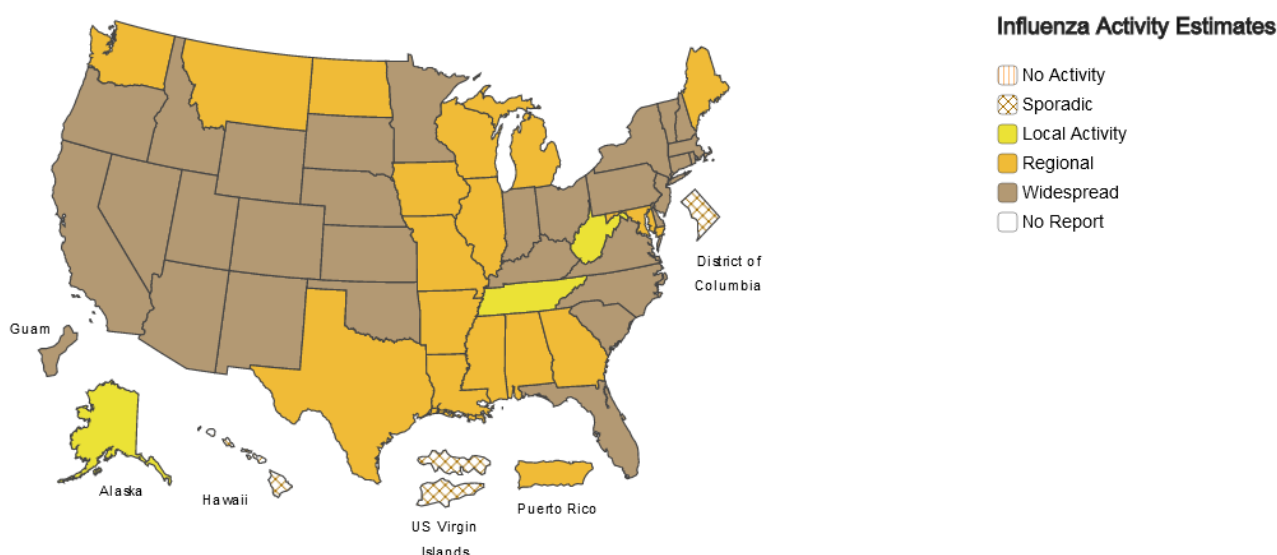 Influenza Activity Estimates
No Activity
Sporadic
Local Activity
Regional
Widespread
No Report
District of
Columbia
Guam
Alaska
Hawaii
US Virgin
Islands
Puerto Rico